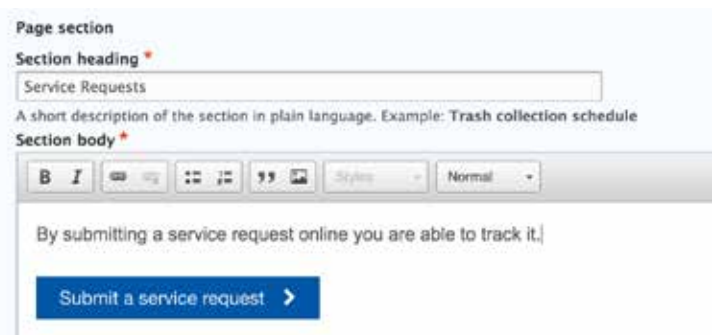 Page section
Section heading *
Service Requests
A short description of the section in plain language. Example: Trash collection schedule
Section body *
B I Styles Normal
By submitting a service request online you are able to track it.
Submit a service request